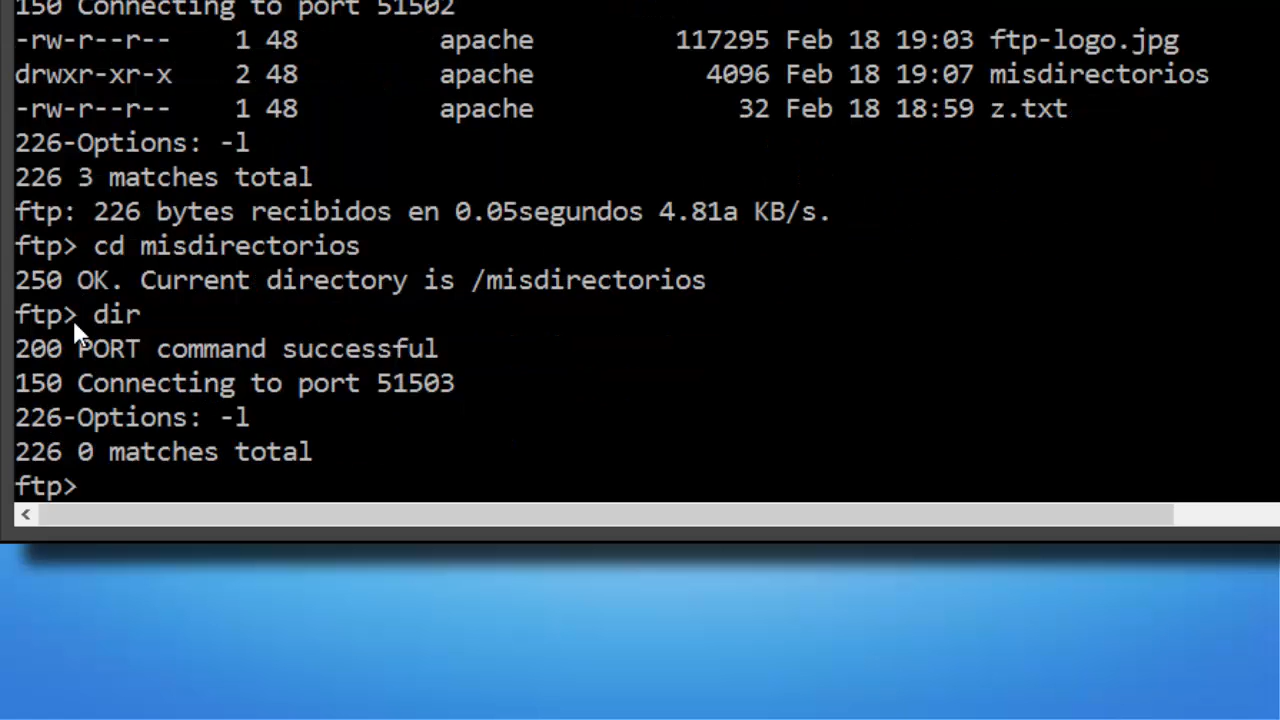 150 Connecting to port 51502
-rw-r--r-- 1 48 apache 117295 Feb 18 19:03 ftp-logo.jpg
drwxr-xr-x 2 48 apache 4096 Feb 18 19:07 misdirectorios
-rw-r--r-- 1 48 apache 32 Feb 18 18:59 z.txt
226-Options: -l
226 3 matches total
ftp: 226 bytes recibidos en 0.05segundos 4.81a KB/s.
ftp> cd misdirectorios
250 OK. Current directory is /misdirectorios
ftp> dir
200 PORT command successful
150 Connecting to port 51503
226-Options: -l
226 0 matches total
ftp>